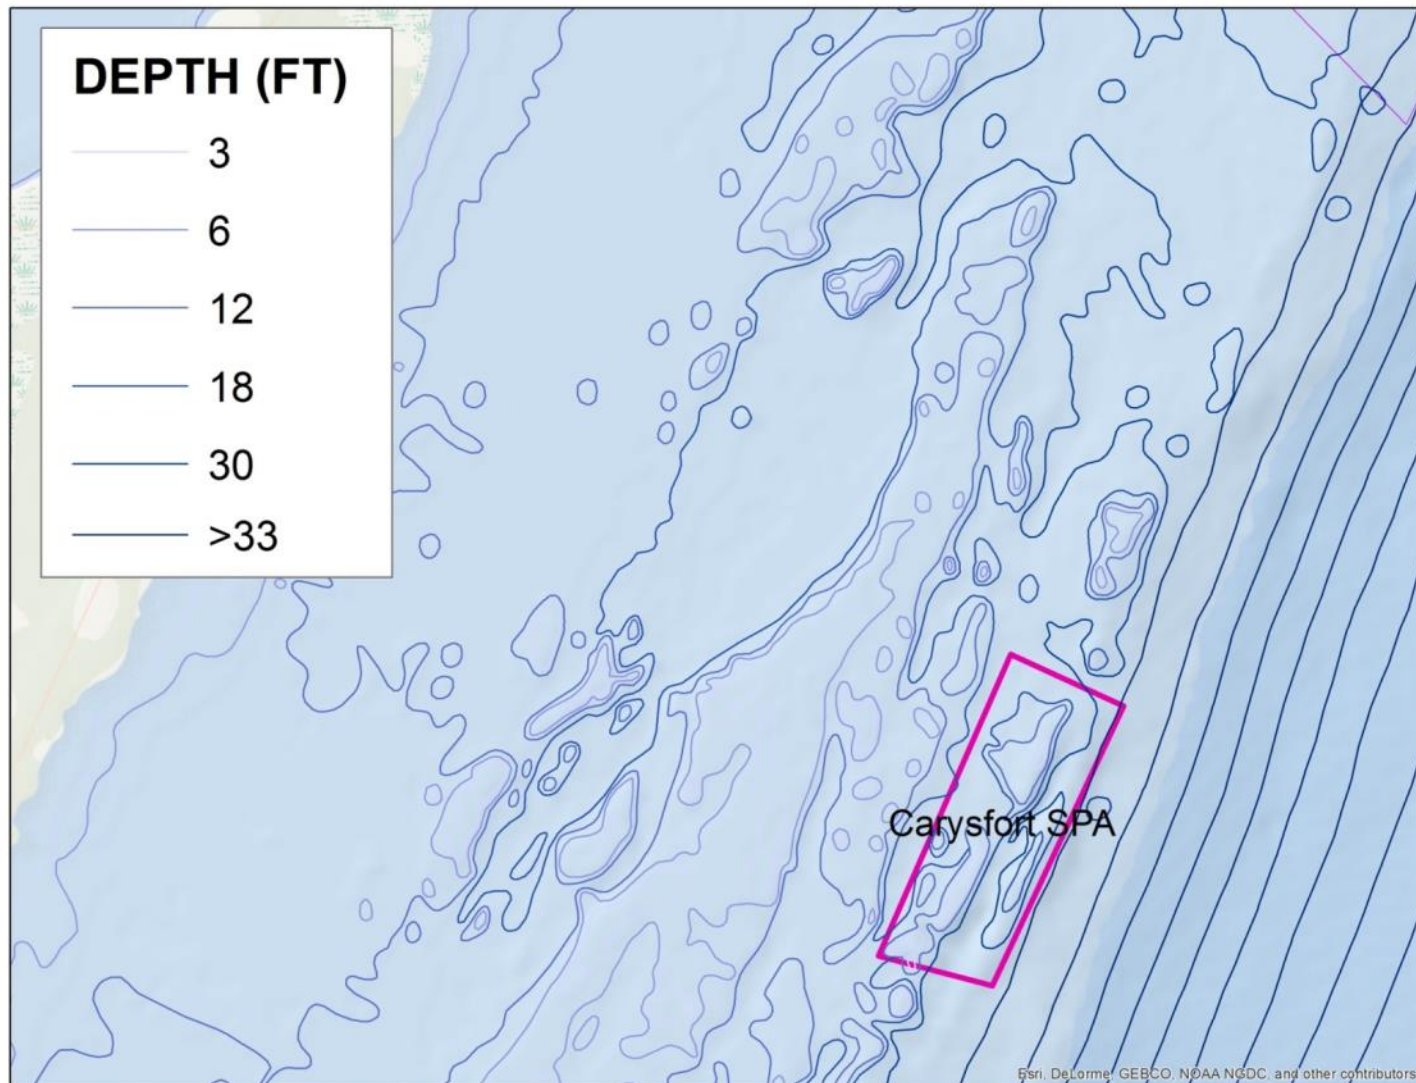 DEPTH (FT)
3
6
12
18
30
>33
Carysfort SPA
Esri, DeLorme, GEBCO, NOAA NGDC, and other contributors